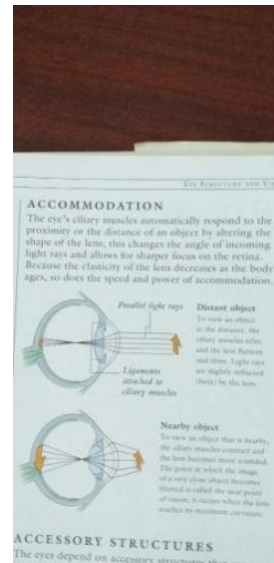 EYE STRUCTURE AND VI
ACCOMMODATION
The eye's ciliary muscles automatically respond to the
proximity or the distance of an object by altering the
shape of the lens; this changes the angle of incoming
light rays and allows for sharper focus on the retina.
Because the elasticity of the lens decreases as the body
ages, so does the speed and power of accommodation.
Parallel light rays
Distant object
To view an object
in the distance, the
ciliary muscles relax,
and the lens flattens
and thins. Light rays
are slightly refracted
(bent) by the lens.
Ligaments
attached to
ciliary muscles
Nearby object
To view an object that is nearby,
the ciliary muscles contract and
the lens becomes more rounded.
The point at which the image
of a very close object becomes
blurred is called the near point
of vision; it occurs when the lens
reaches its maximum curvature.
ACCESSORY STRUCTURES
The eyes depend on accessory structures